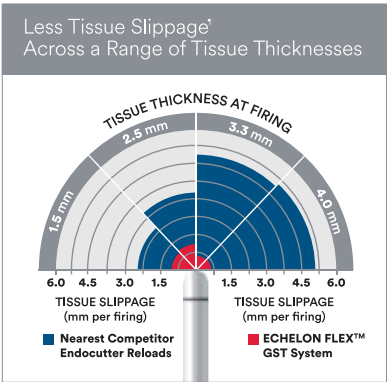 Less Tissue Slippage¶
Across a Range of Tissue Thicknesses
TISSUE THICKNESS AT FIRING
1.5 mm
2.5 mm
3.3 mm
4.0 mm
6.0 4.5 3.0 1.5 1.5 3.0 4.5 6.0
TISSUE SLIPPAGE
(mm per firing)
TISSUE SLIPPAGE
(mm per firing)
Nearest Competitor
Endocutter Reloads
ECHELON FLEX™
GST System